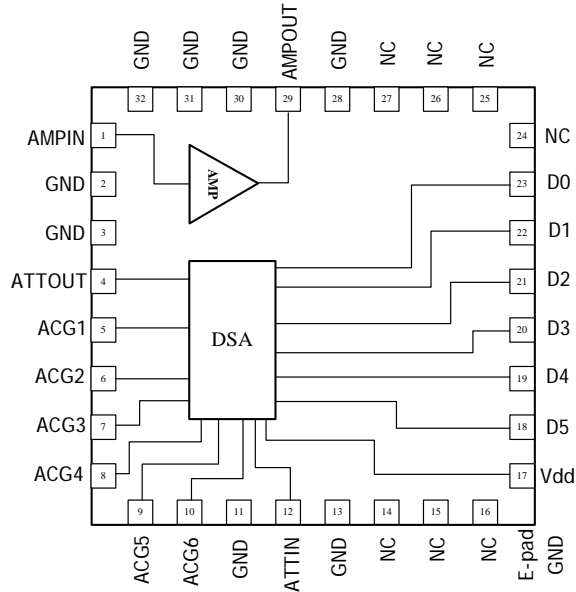 GND
GND
GND
AMPOUT
GND
NC
NC
NC
32
31
30
29
28
27
26
25
AMPIN
1
24
NC
GND
2
AMP
23
D0
GND
3
22
D1
ATTOUT
4
21
D2
ACG1
5
DSA
20
D3
ACG2
6
19
D4
ACG3
7
18
D5
ACG4
8
17
Vdd
9
10
11
12
13
14
15
16
ACG5
ACG6
GND
ATTIN
GND
NC
NC
NC
E-pad
GND